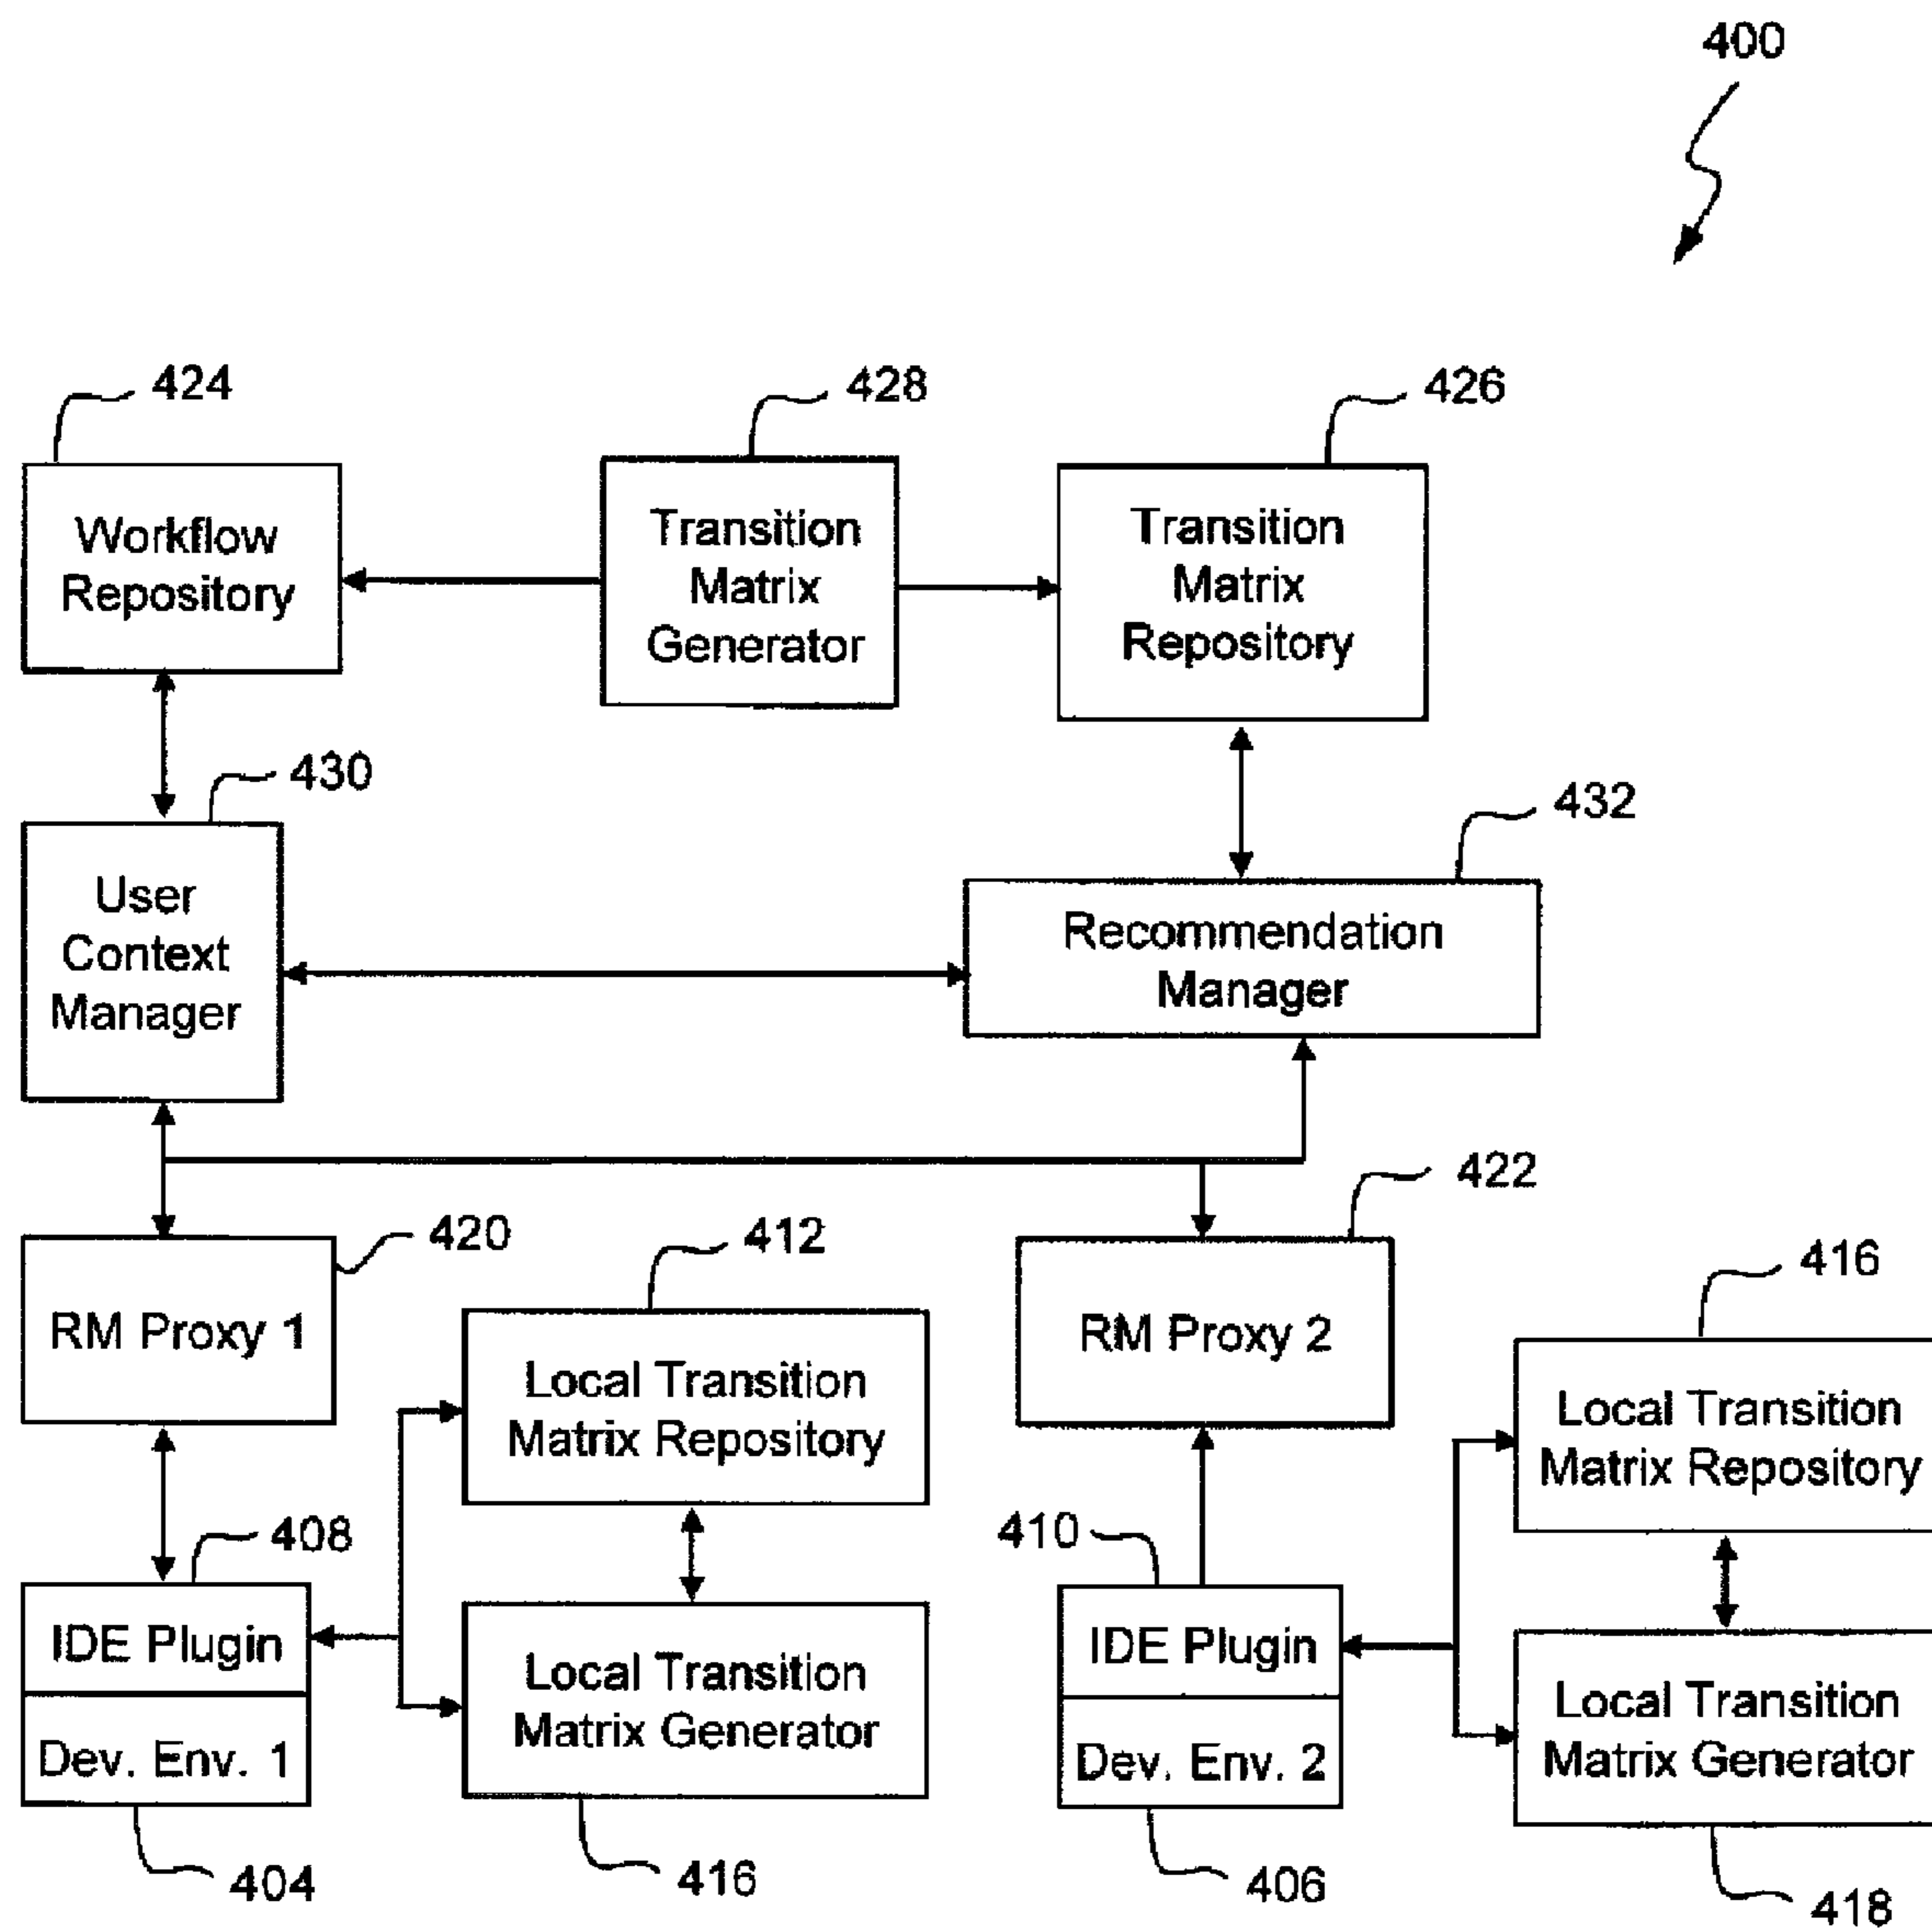 400
424
428
426
Workflow
Repository
Transition
Matrix
Generator
Transition
Matrix
Repository
430
432
User
Context
Manager
Recommendation
Manager
420
412
422
416
RM Proxy 1
Local Transition
Matrix Repository
RM Proxy 2
Local Transition
Matrix Repository
408
410
IDE Plugin
Dev. Env. 1
Local Transition
Matrix Generator
IDE Plugin
Dev. Env. 2
Local Transition
Matrix Generator
404
416
406
418